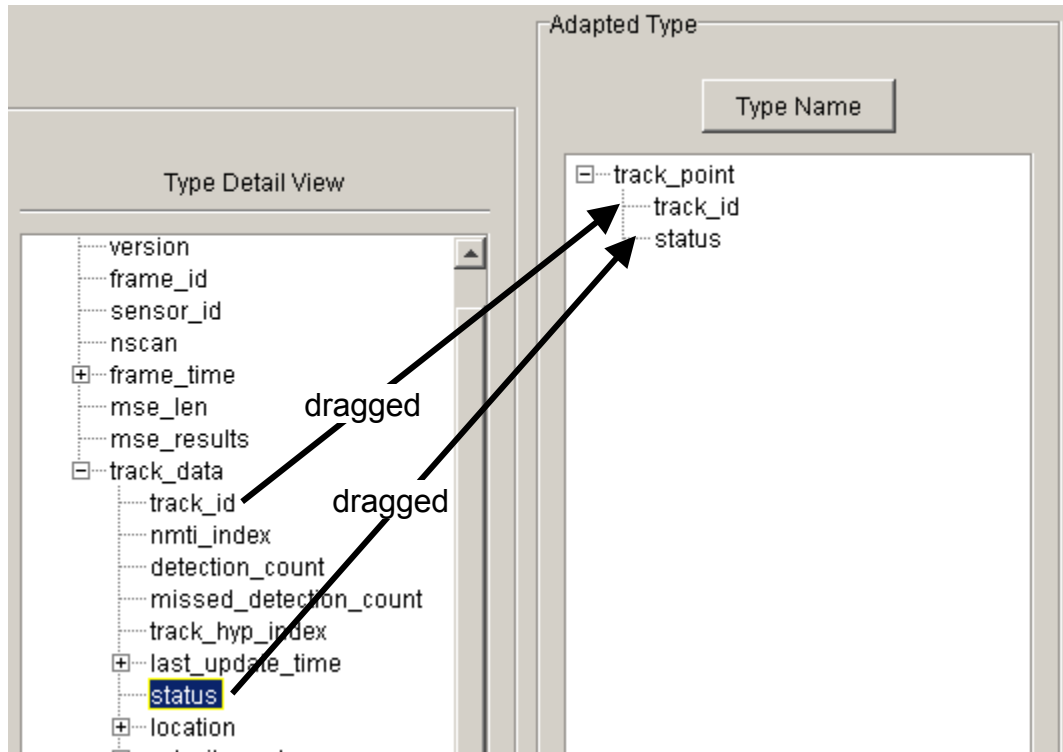 Adapted Type
Type Name
track_point
track_id
status
Type Detail View
version
frame_id
sensor_id
nscan
frame_time
mse_len
mse_results
track_data
track_id
nmti_index
detection_count
missed_detection_count
track_hyp_index
last_update_time
status
location
dragged
dragged